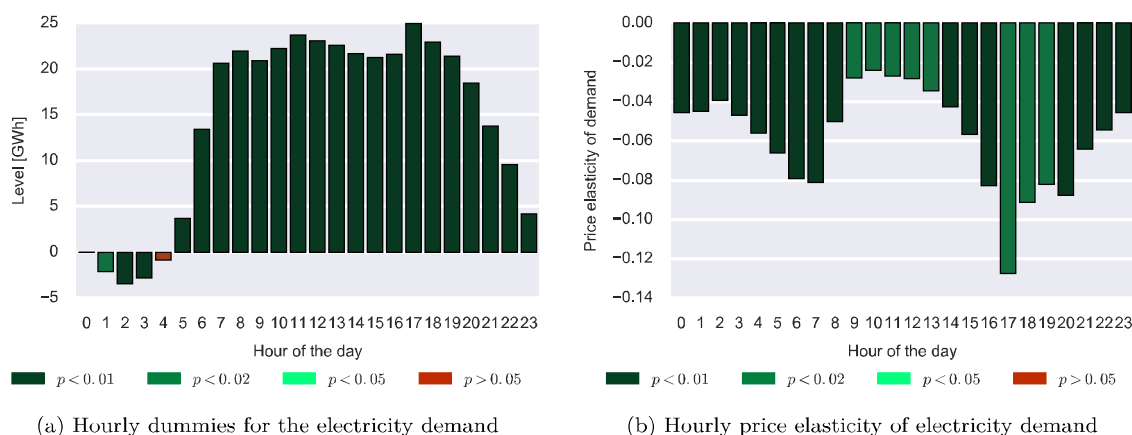 25
20
15
10
5
0
−5
Level [GWh]
0 1 2 3 4 5 6 7 8 9 10 11 12 13 14 15 16 17 18 19 20 21 22 23
Hour of the day
p < 0.01 p < 0.02 p < 0.05 p > 0.05
(a) Hourly dummies for the electricity demand
0.00
−0.02
−0.04
−0.06
−0.08
−0.10
−0.12
−0.14
Price elasticity of demand
0 1 2 3 4 5 6 7 8 9 10 11 12 13 14 15 16 17 18 19 20 21 22 23
Hour of the day
p < 0.01 p < 0.02 p < 0.05 p > 0.05
(b) Hourly price elasticity of electricity demand